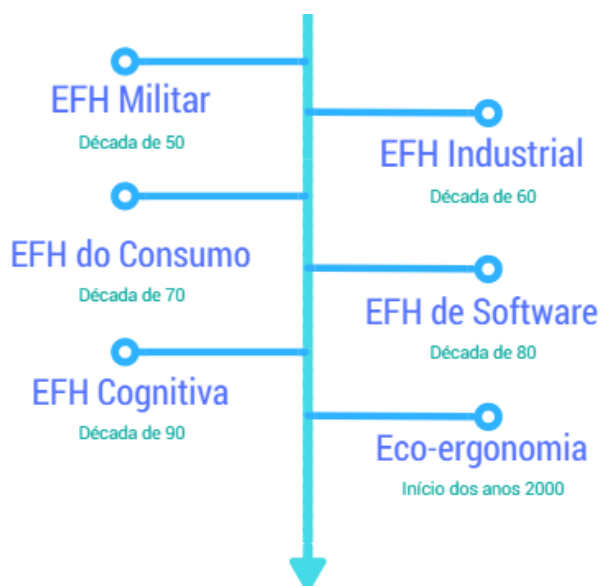 EFH Militar
Década de 50
EFH Industrial
Década de 60
EFH do Consumo
Década de 70
EFH de Software
Década de 80
EFH Cognitiva
Década de 90
Eco-ergonomia
Início dos anos 2000